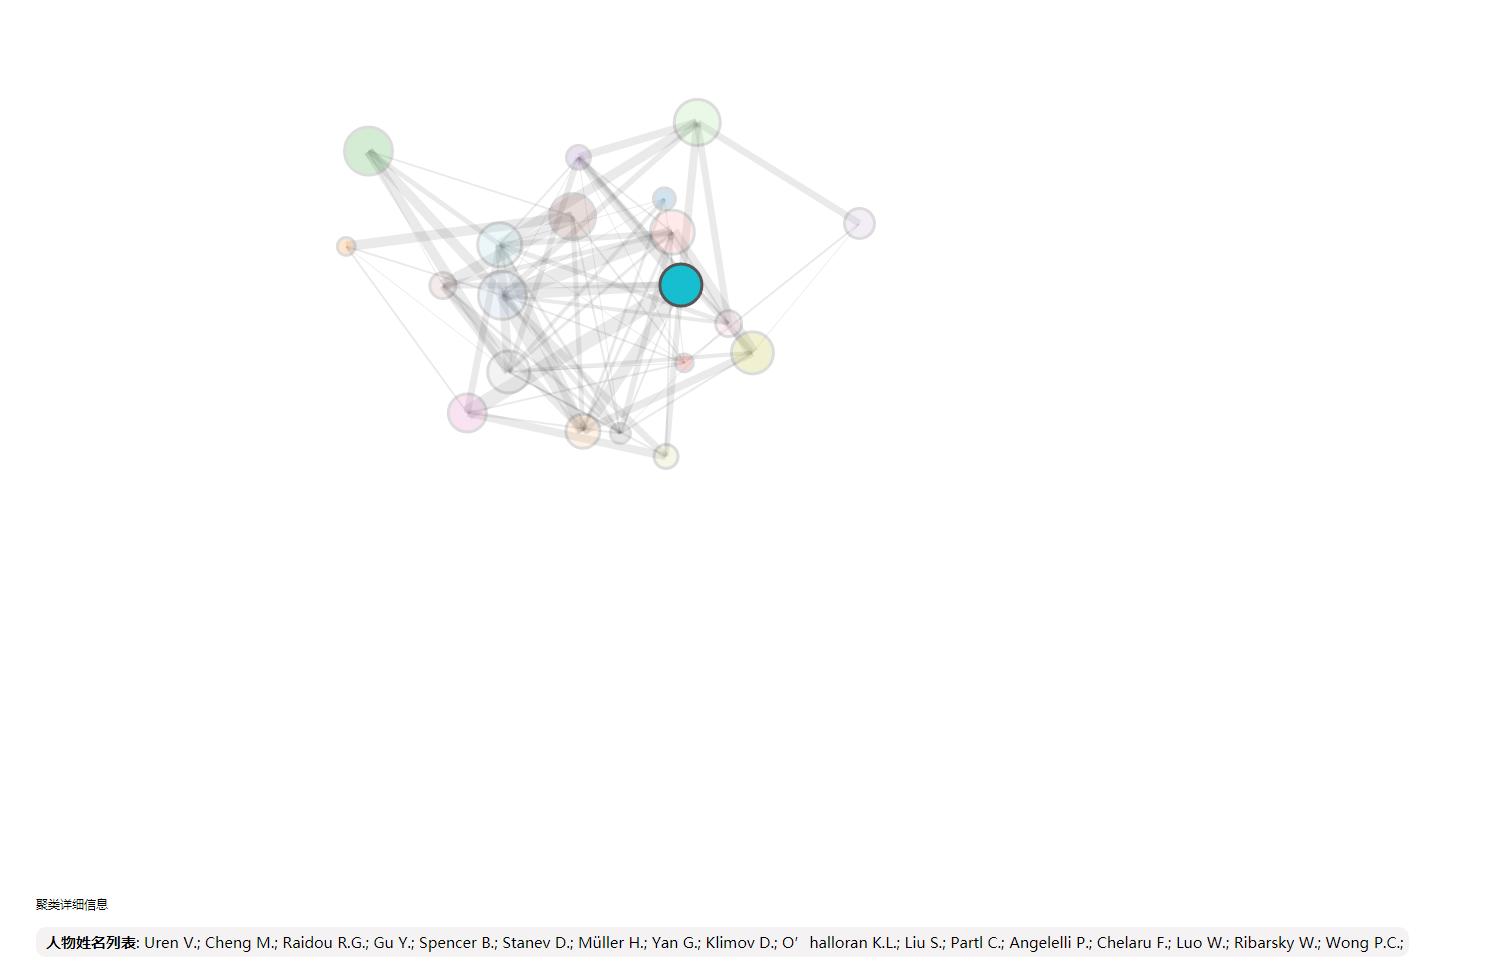 聚类详细信息
人物姓名列表: Uren V.; Cheng M.; Raidou R.G.; Gu Y.; Spencer B.; Stanev D.; Müller H.; Yan G.; Klimov D.; O’halloran K.L.; Liu S.; Partl C.; Angelelli P.; Chelaru F.; Luo W.; Ribarsky W.; Wong P.C.;